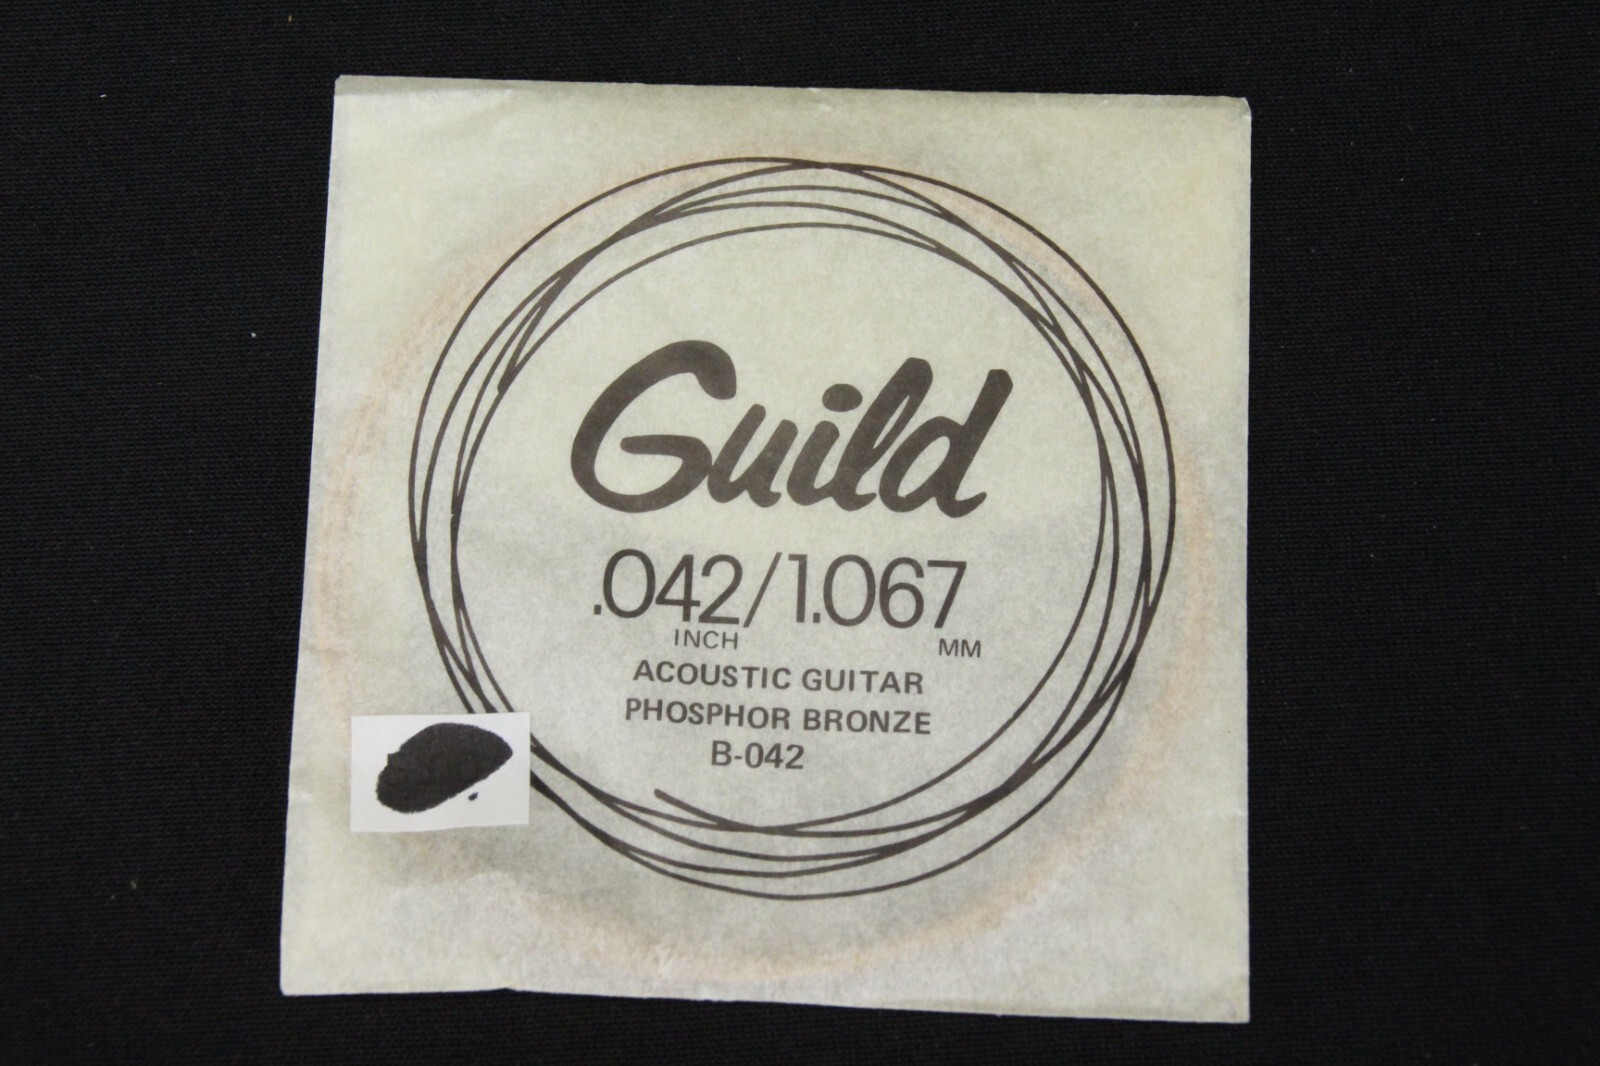 Guild
.042/1.067
INCH MM
ACOUSTIC GUITAR
PHOSPHOR BRONZE
B-042